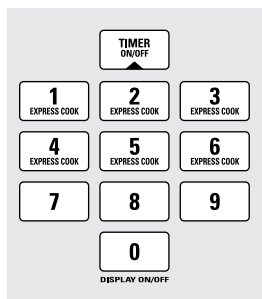 TIMER
ON/OFF
1 2 3
EXPRESS COOK EXPRESS COOK EXPRESS COOK
4 5 6
EXPRESS COOK EXPRESS COOK EXPRESS COOK
7 8 9
0
DISPLAY ON/OFF